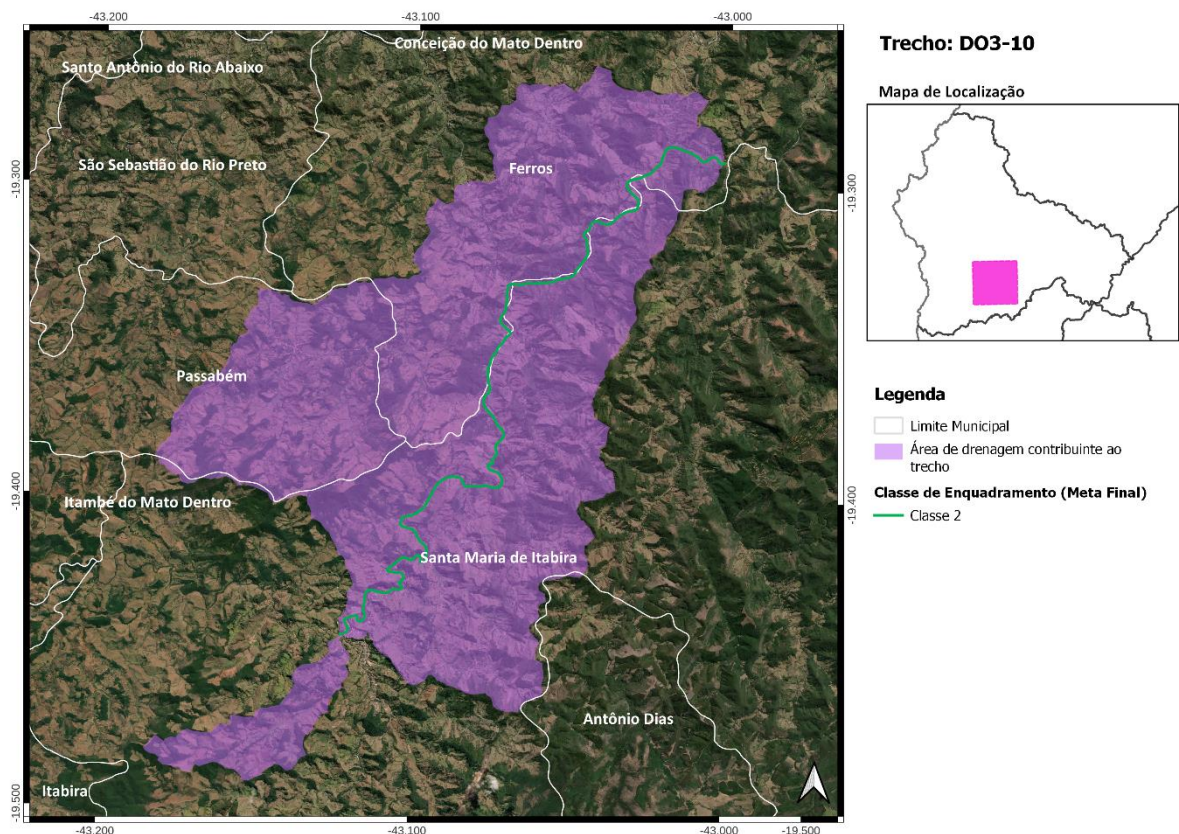 -43.200
-43.100
-43.000
Conceição do Mato Dentro
Santo Antônio do Rio Abaixo
São Sebastião do Rio Preto
Ferros
-19.300
-19.300
Passabém
Itambé do Mato Dentro
-19.400
-19.400
Santa Maria de Itabira
Antônio Dias
Itabira
-19.500
-43.200
-43.100
-43.000
-19.500
Trecho: DO3-10
Mapa de Localização
Legenda
Limite Municipal
Área de drenagem contribuinte ao
trecho
Classe de Enquadramento (Meta Final)
Classe 2